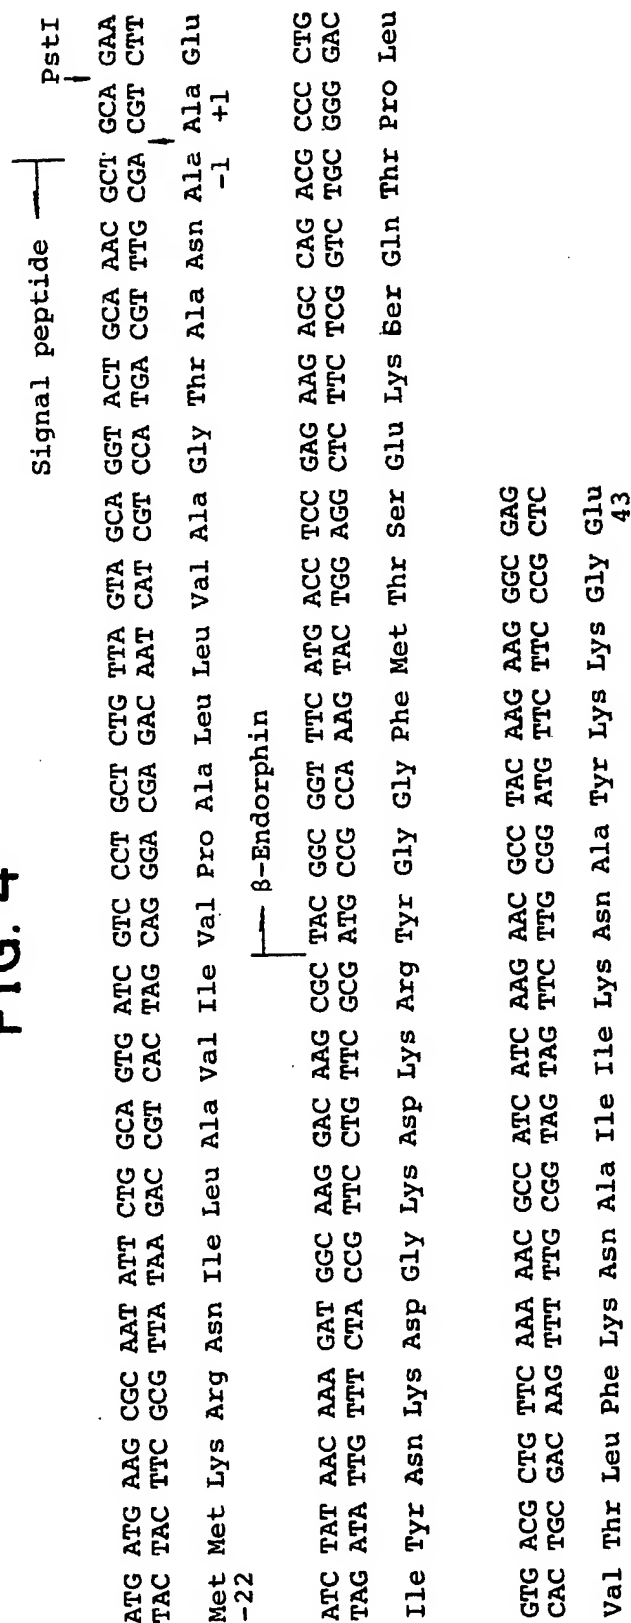 FIG. 4
Signal peptide
PstI
ATG ATG AAG CGC AAT ATT CTG GCA GTG ATC GTC CCT GCT CTG TTA GTA GCA GGT ACT GCA AAC GCT GCA GAA
TAC TAC TTC GCG TTA TAA GAC CGT CAC TAG CAG GGA CGA GAC AAT CAT CGT CCA TGA CGT TTG CGA CGT CTT
Met Met Lys Arg Asn Ile Leu Ala Val Ile Val Pro Ala Leu Leu Val Ala Gly Thr Ala Asn Ala Ala Glu
-22 -1 +1
β-Endorphin
ATC TAT AAC AAA GAT GGC AAG GAC AAG CGC TAC GGC GGT TTC ATG ACC TCC GAG AAG AGC CAG ACG CCC CTG
TAG ATA TTG TTT CTA CCG TTC CTG TTC GCG ATG CCG CCA AAG TAC TGG AGG CTC TTC TCG GTC TGC GGG GAC
Ile Tyr Asn Lys Asp Gly Lys Asp Lys Arg Tyr Gly Gly Phe Met Thr Ser Glu Lys Ser Gln Thr Pro Leu
GTG ACG CTG TTC AAA AAC GCC ATC ATC AAG AAC GCC TAC AAG AAG GGC GAG
CAC TGC GAC AAG TTT TTG CGG TAG TAG TTC TTG CGG ATG TTC TTC CCG CTC
Val Thr Leu Phe Lys Asn Ala Ile Ile Lys Asn Ala Tyr Lys Lys Gly Glu
43